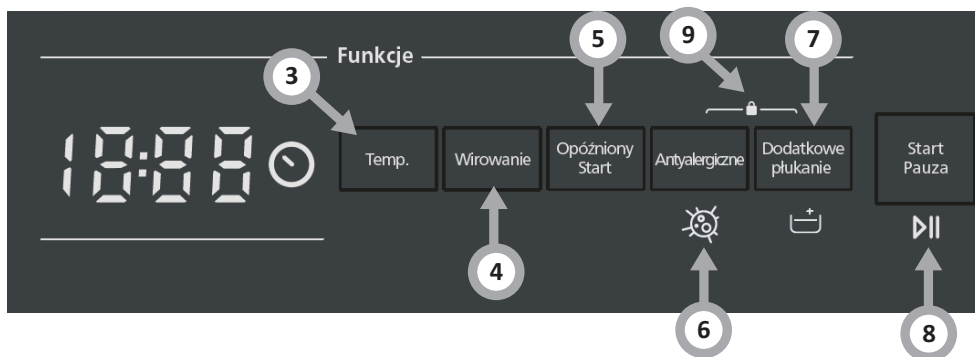 5
9
7
Funkcje
3
18:88
Temp.
Wirowanie
Opóźniony
Start
Antyalergiczne
Dodatkowe
płukanie
Start
Pauza
4
6
8